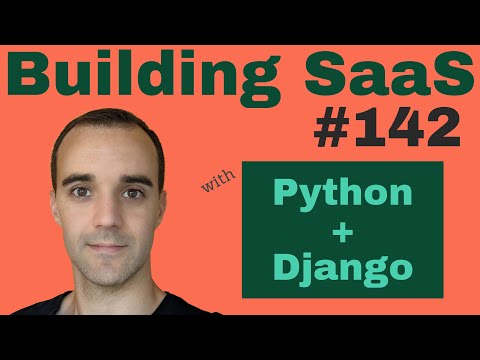 Building SaaS
#142
with
Python
+
Django